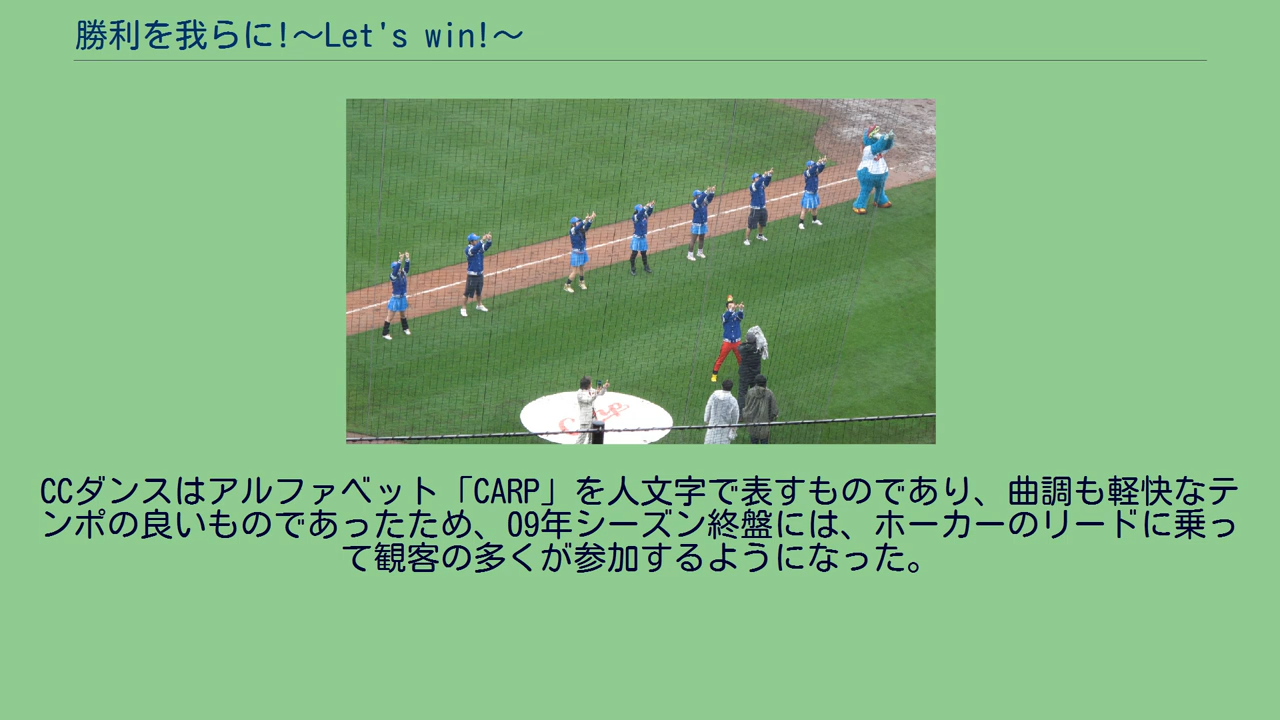 勝利を我らに!〜Let's win!〜
Carp
CCダンスはアルファベット「CARP」を人文字で表すものであり、曲調も軽快なテ
ンポの良いものであったため、09年シーズン終盤には、ホーカーのリードに乗っ
て観客の多くが参加するようになった。